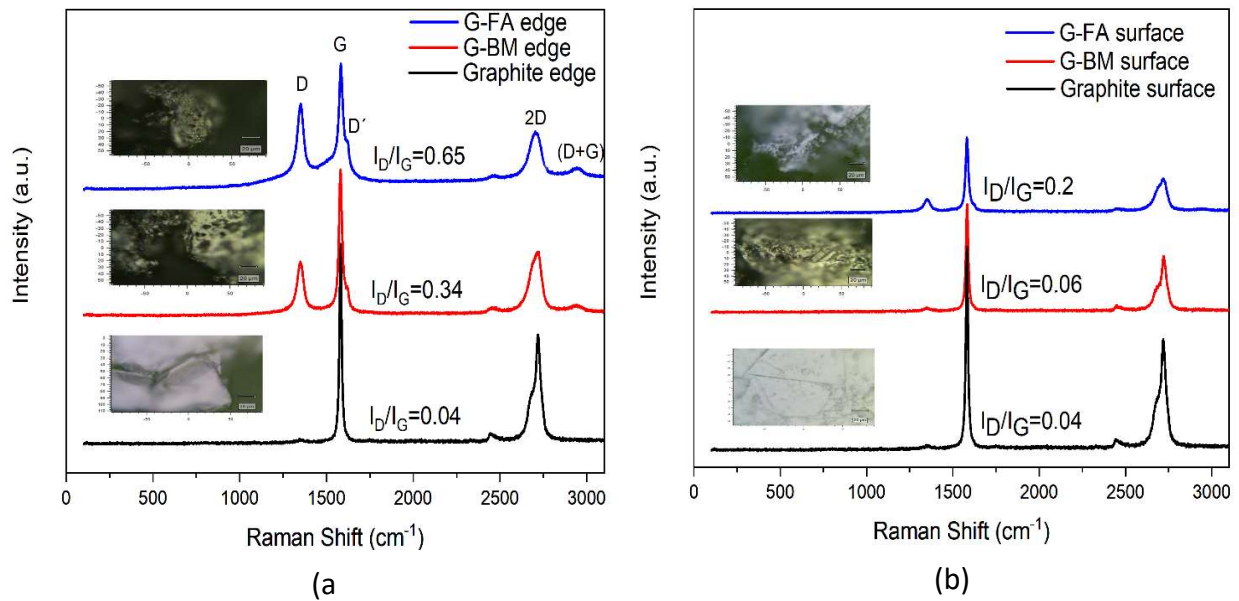 G-FA edge
G-BM edge
Graphite edge
G
D
D´
2D
(D+G)
I_D/I_G=0.65
I_D/I_G=0.34
I_D/I_G=0.04
Intensity (a.u.)
0 500 1000 1500 2000 2500 3000
Raman Shift (cm⁻¹)
(a
G-FA surface
G-BM surface
Graphite surface
I_D/I_G=0.2
I_D/I_G=0.06
I_D/I_G=0.04
Intensity (a.u.)
0 500 1000 1500 2000 2500 3000
Raman Shift (cm⁻¹)
(b)